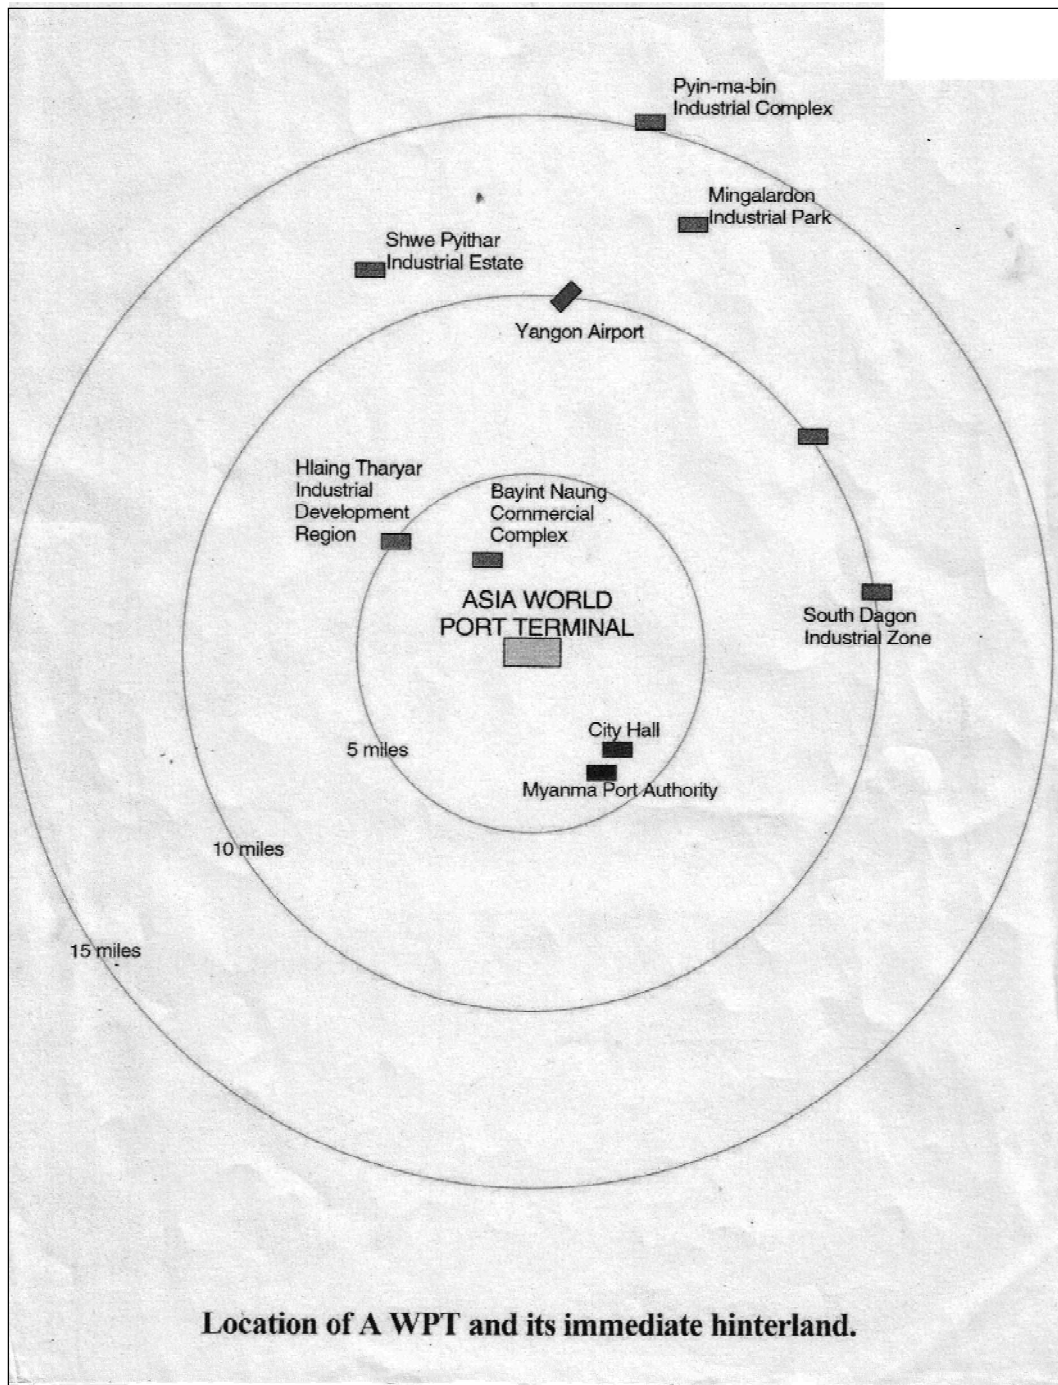 Pyin-ma-bin
Industrial Complex
Mingalardon
Industrial Park
Shwe Pyithar
Industrial Estate
Yangon Airport
Hlaing Tharyar
Industrial
Development
Region
Bayint Naung
Commercial
Complex
ASIA WORLD
PORT TERMINAL
South Dagon
Industrial Zone
City Hall
5 miles
Myanma Port Authority
10 miles
15 miles
Location of A WPT and its immediate hinterland.